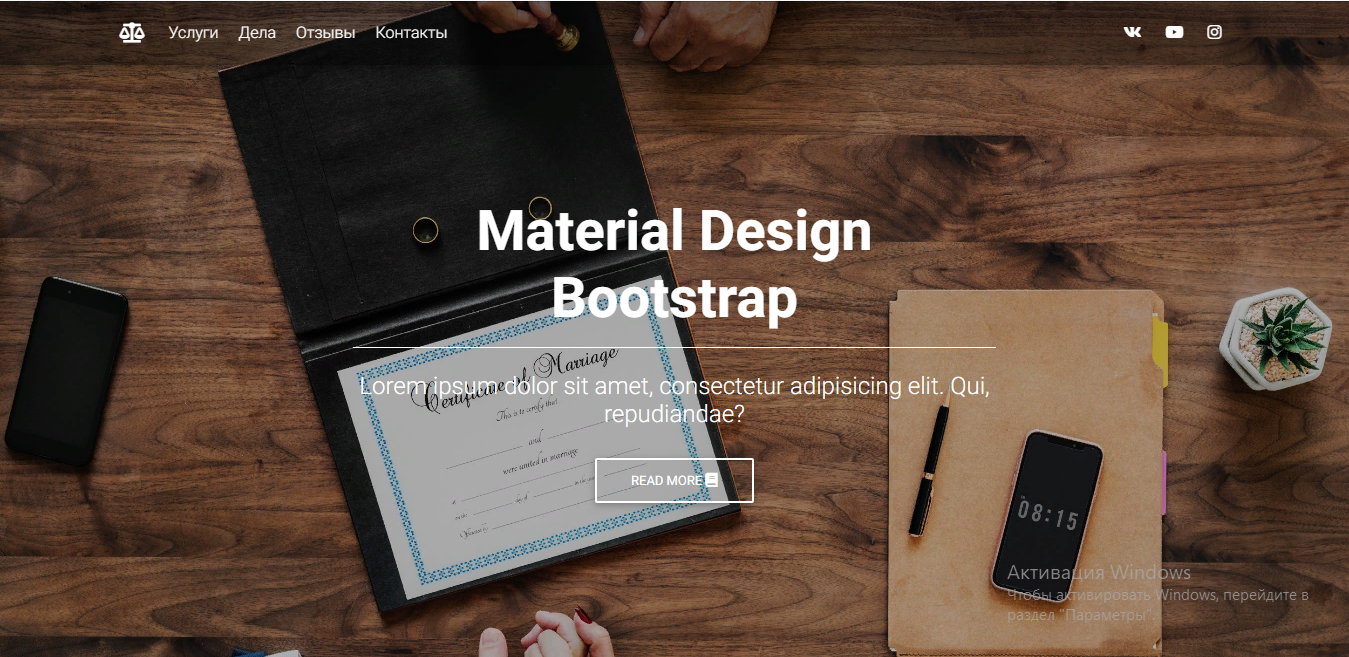 Услуги Дела Отзывы Контакты
Material Design
Bootstrap
Certificate of Marriage
Lorem ipsum dolor sit amet, consectetur adipisicing elit. Qui,
repudiandae?
This is to certify that
and
were united in marriage
READ MORE
08:15
Активация Windows
Чтобы активировать Windows, перейдите в
раздел "Параметры".